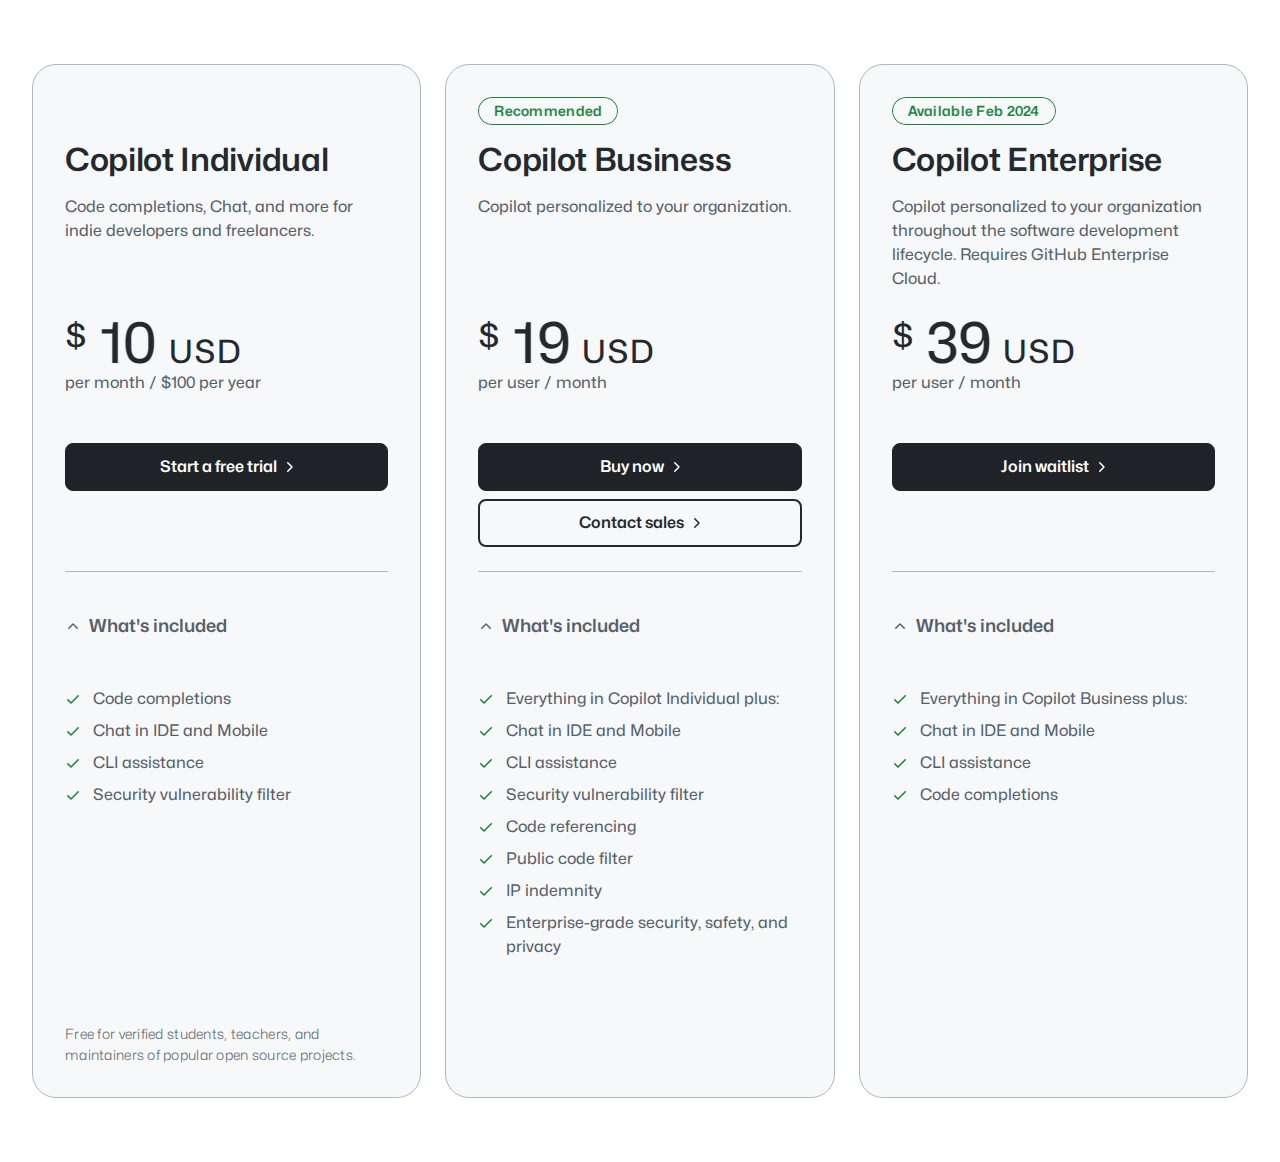 Copilot Individual
Code completions, Chat, and more for
indie developers and freelancers.
$ 10 USD
per month / $100 per year
Start a free trial
What's included
Code completions
Chat in IDE and Mobile
CLI assistance
Security vulnerability filter
Free for verified students, teachers, and
maintainers of popular open source projects.
Recommended
Copilot Business
Copilot personalized to your organization.
$ 19 USD
per user / month
Buy now
Contact sales
What's included
Everything in Copilot Individual plus:
Chat in IDE and Mobile
CLI assistance
Security vulnerability filter
Code referencing
Public code filter
IP indemnity
Enterprise-grade security, safety, and
privacy
Available Feb 2024
Copilot Enterprise
Copilot personalized to your organization
throughout the software development
lifecycle. Requires GitHub Enterprise
Cloud.
$ 39 USD
per user / month
Join waitlist
What's included
Everything in Copilot Business plus:
Chat in IDE and Mobile
CLI assistance
Code completions